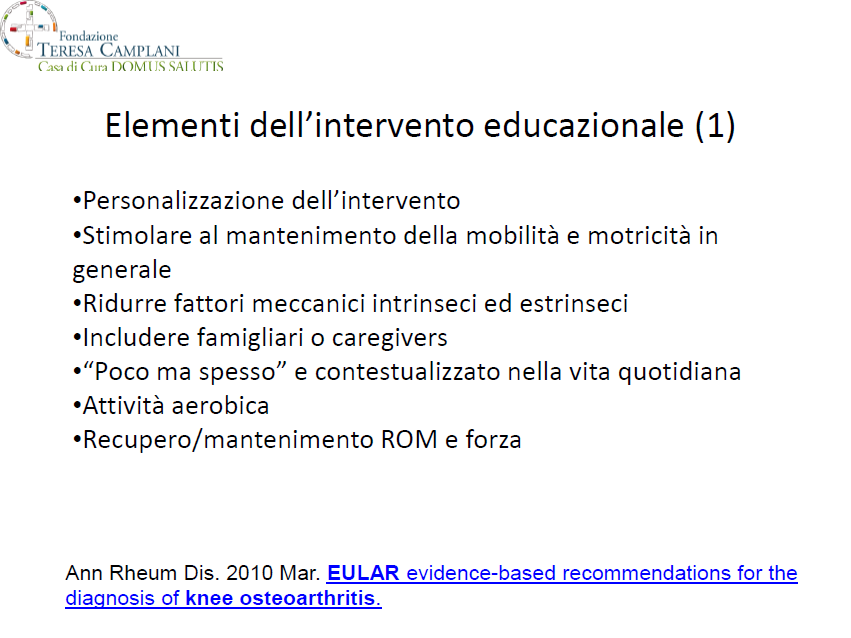 Fondazione
TERESA CAMPLANI
Casa di Cura DOMUS SALUTIS
Elementi dell’intervento educazionale (1)
•Personalizzazione dell’intervento
•Stimolare al mantenimento della mobilità e motricità in
generale
•Ridurre fattori meccanici intrinseci ed estrinseci
•Includere famigliari o caregivers
•“Poco ma spesso” e contestualizzato nella vita quotidiana
•Attività aerobica
•Recupero/mantenimento ROM e forza
Ann Rheum Dis. 2010 Mar. EULAR evidence-based recommendations for the
diagnosis of knee osteoarthritis.